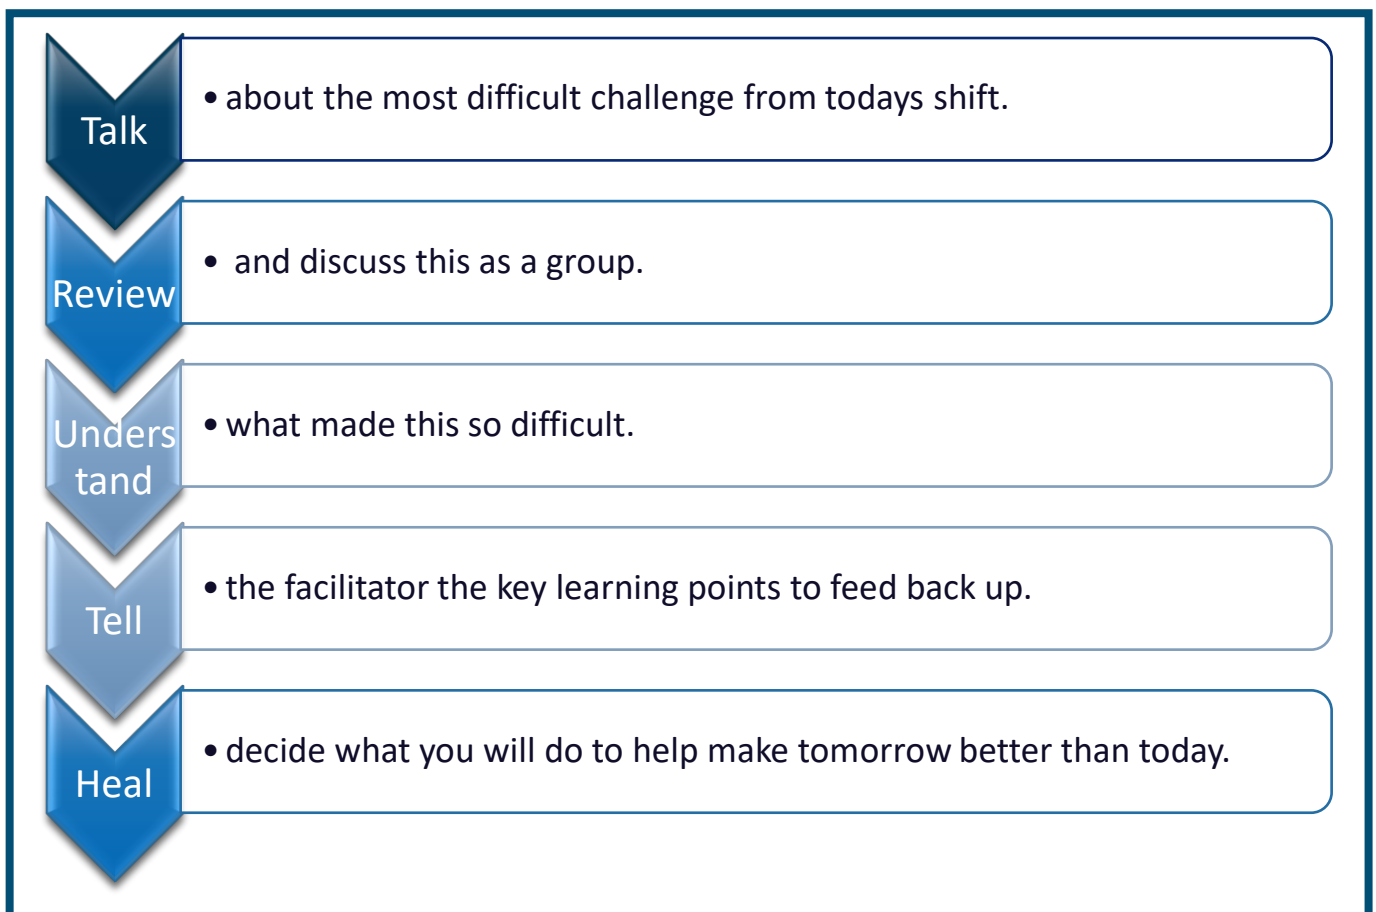 Talk
• about the most difficult challenge from todays shift.
Review
• and discuss this as a group.
Unders
tand
• what made this so difficult.
Tell
• the facilitator the key learning points to feed back up.
Heal
• decide what you will do to help make tomorrow better than today.